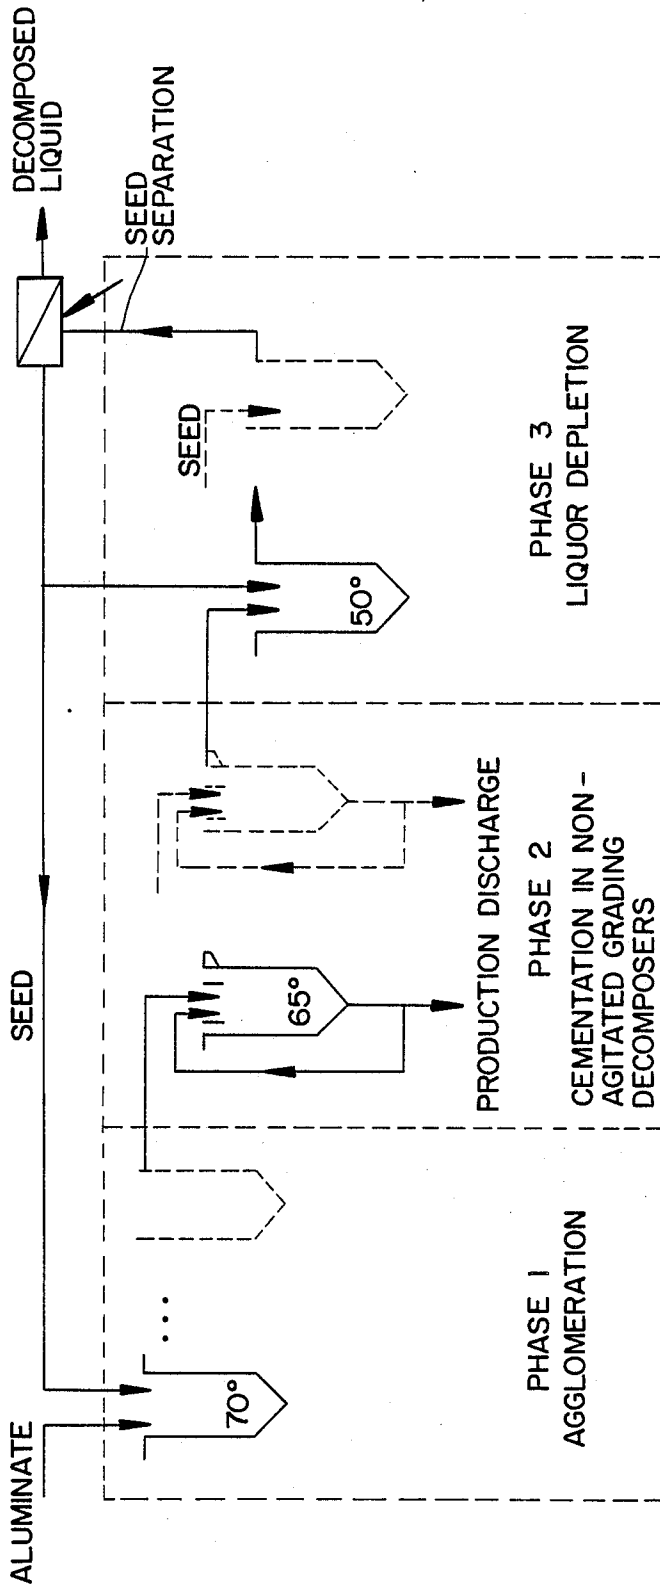 ALUMINATE
SEED
DECOMPOSED
LIQUID
SEED
SEPARATION
70°
65°
50°
SEED
PRODUCTION DISCHARGE
PHASE 1
AGGLOMERATION
PHASE 2
CEMENTATION IN NON-
AGITATED GRADING
DECOMPOSERS
PHASE 3
LIQUOR DEPLETION